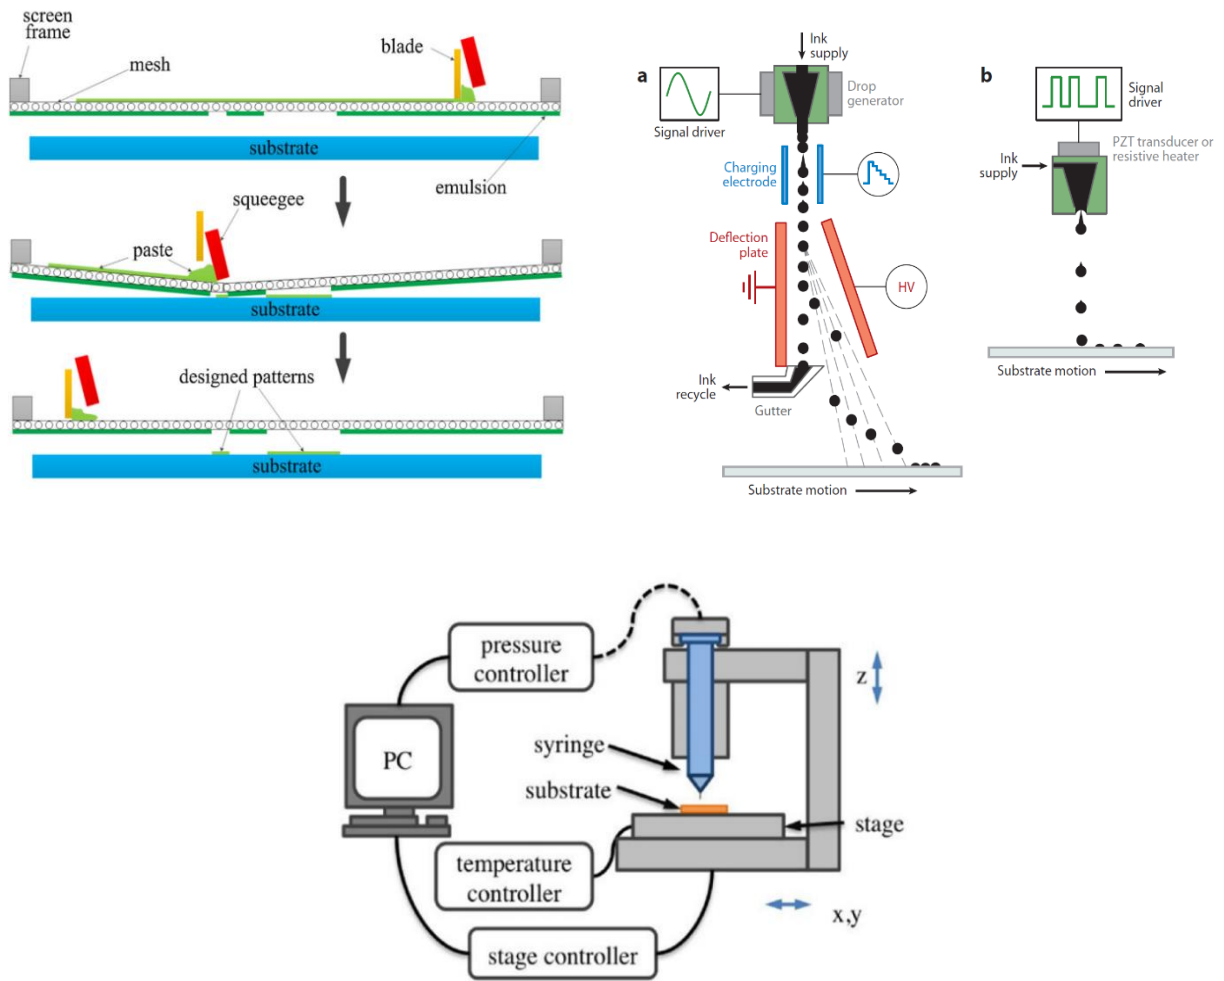 screen
frame
mesh
blade
substrate
emulsion
squeegee
paste
substrate
designed patterns
substrate
a
Ink
supply
Drop
generator
Signal driver
Charging
electrode
Deflection
plate
HV
Ink
recycle
Gutter
Substrate motion
b
Signal
driver
PZT transducer or
resistive heater
Ink
supply
Substrate motion
pressure
controller
z
PC
syringe
substrate
stage
temperature
controller
x,y
stage controller